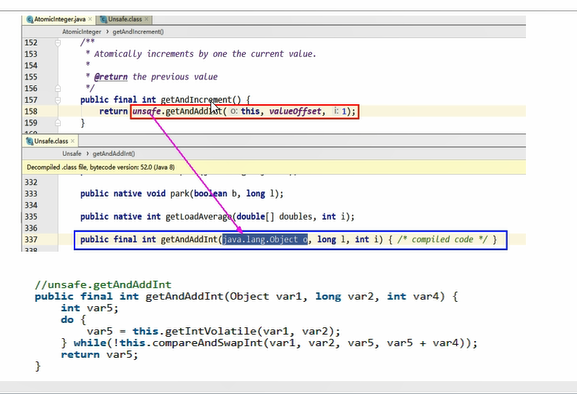 AtomicInteger.java × Unsafe.class ×
AtomicInteger getAndIncrement()
152 /**
153 * Atomically increments by one the current value.
154 *
155 * @return the previous value
156 */
157 public final int getAndIncrement() {
158 return unsafe.getAndAddInt( o: this, valueOffset, i: 1);
159 }
160
Unsafe.class ×
Unsafe getAndAddInt()
Decompiled .class file, bytecode version: 52.0 (Java 8)
332
333 public native void park(boolean b, long l);
334
335 public native int getLoadAverage(double[] doubles, int i);
336
337 public final int getAndAddInt(java.lang.Object o, long l, int i) { /* compiled code */ }
338
//unsafe.getAndAddInt
public final int getAndAddInt(Object var1, long var2, int var4) {
int var5;
do {
var5 = this.getIntVolatile(var1, var2);
} while(!this.compareAndSwapInt(var1, var2, var5, var5 + var4));
return var5;
}